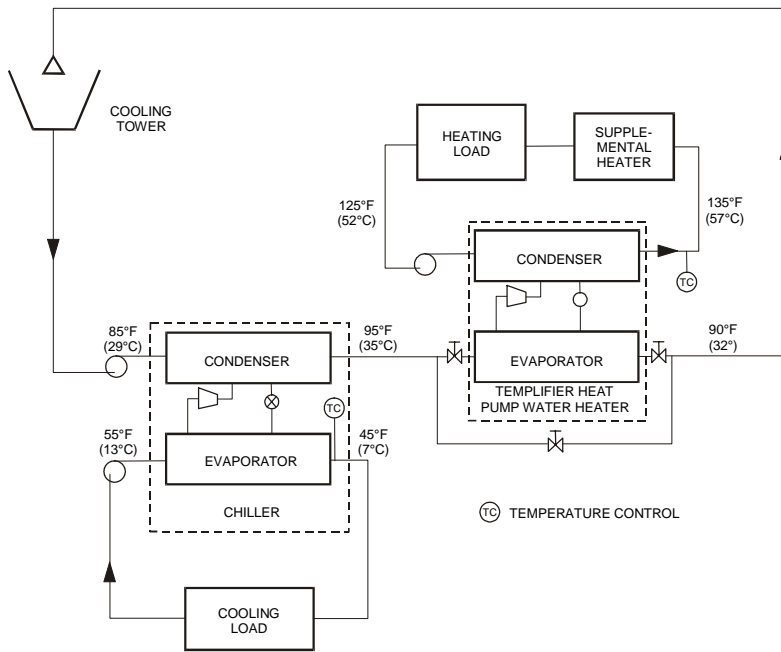 COOLING
TOWER
HEATING
LOAD
SUPPLE-
MENTAL
HEATER
125°F
(52°C)
135°F
(57°C)
CONDENSER
TC
85°F
(29°C)
CONDENSER
95°F
(35°C)
EVAPORATOR
90°F
(32°)
TEMPLIFIER HEAT
PUMP WATER HEATER
TC
55°F
(13°C)
EVAPORATOR
45°F
(7°C)
CHILLER
TC TEMPERATURE CONTROL
COOLING
LOAD